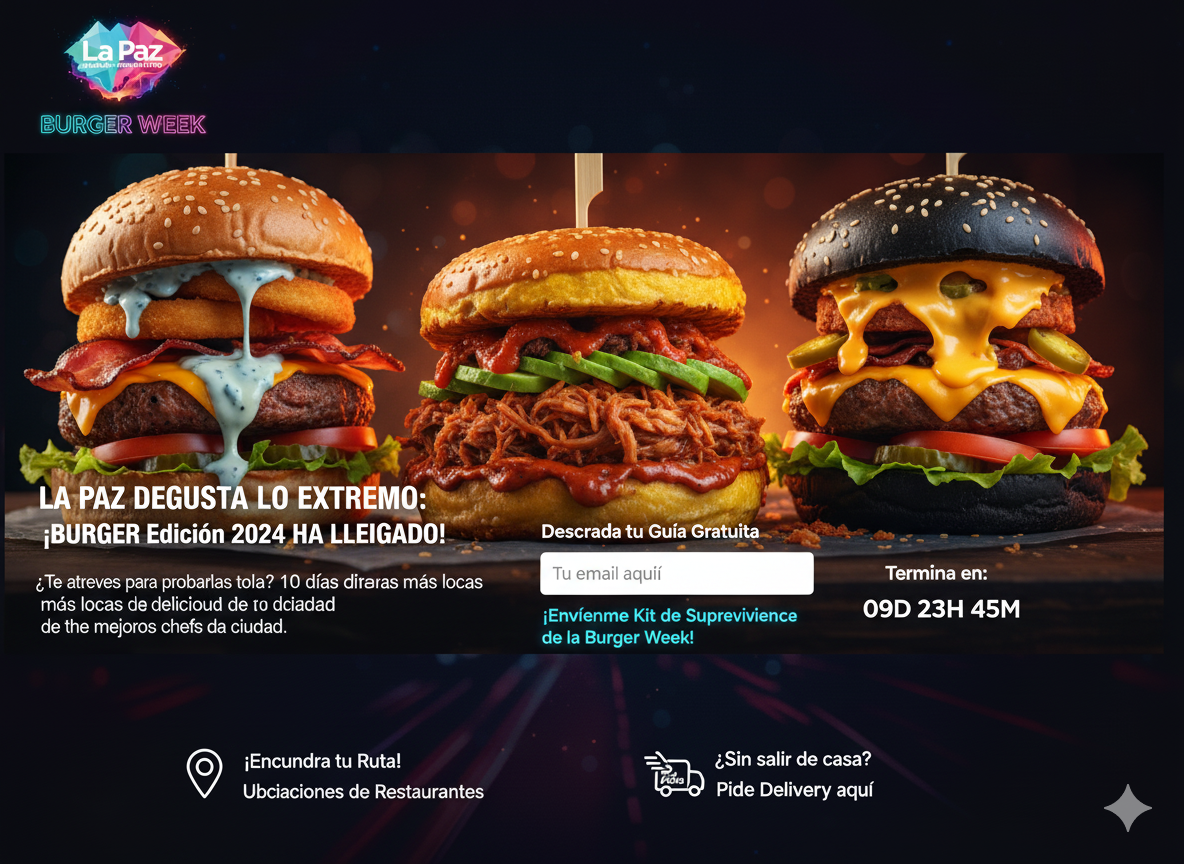 La Paz
BURGER WEEK
LA PAZ DEGUSTA LO EXTREMO:
¡BURGER Edición 2024 HA LLEIGADO!
¿Te atreves para probarlas tola? 10 días diraras más locas
más locas de delicioud de to dciadad
de the mejoros chefs da ciudad.
Descrada tu Guía Gratuita
Tu email aquíí
¡Envíenme Kit de Suprevivience
de la Burger Week!
Termina en:
09D 23H 45M
¡Encundra tu Ruta!
Ubciaciones de Restaurantes
¿Sin salir de casa?
Pide Delivery aquí